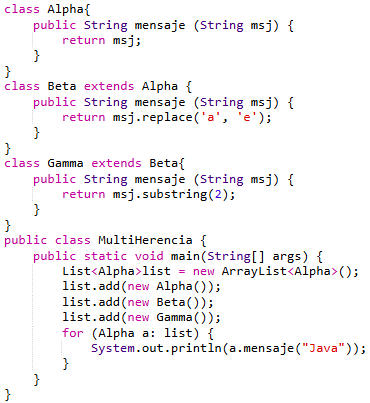 class Alpha{
    public String mensaje (String msj) {
        return msj;
    }
}
class Beta extends Alpha {
    public String mensaje (String msj) {
        return msj.replace('a', 'e');
    }
}
class Gamma extends Beta{
    public String mensaje (String msj) {
        return msj.substring(2);
    }
}
public class MultiHerencia {
    public static void main(String[] args) {
        List<Alpha>list = new ArrayList<Alpha>();
        list.add(new Alpha());
        list.add(new Beta());
        list.add(new Gamma());
        for (Alpha a: list) {
            System.out.println(a.mensaje("Java"));
        }
    }
}